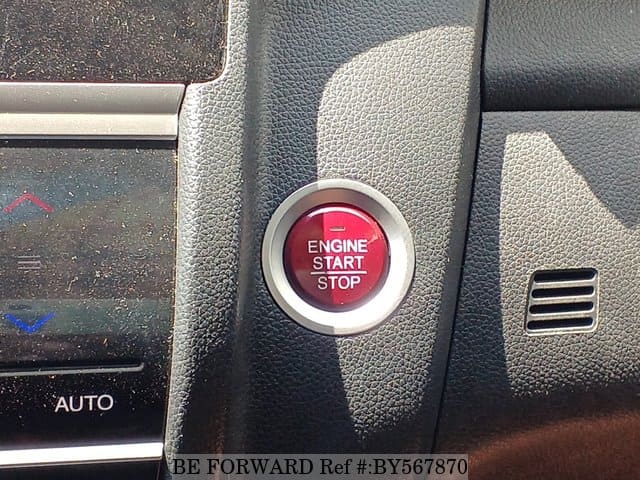 ENGINE
START
STOP
AUTO
BE FORWARD Ref #:BY567870